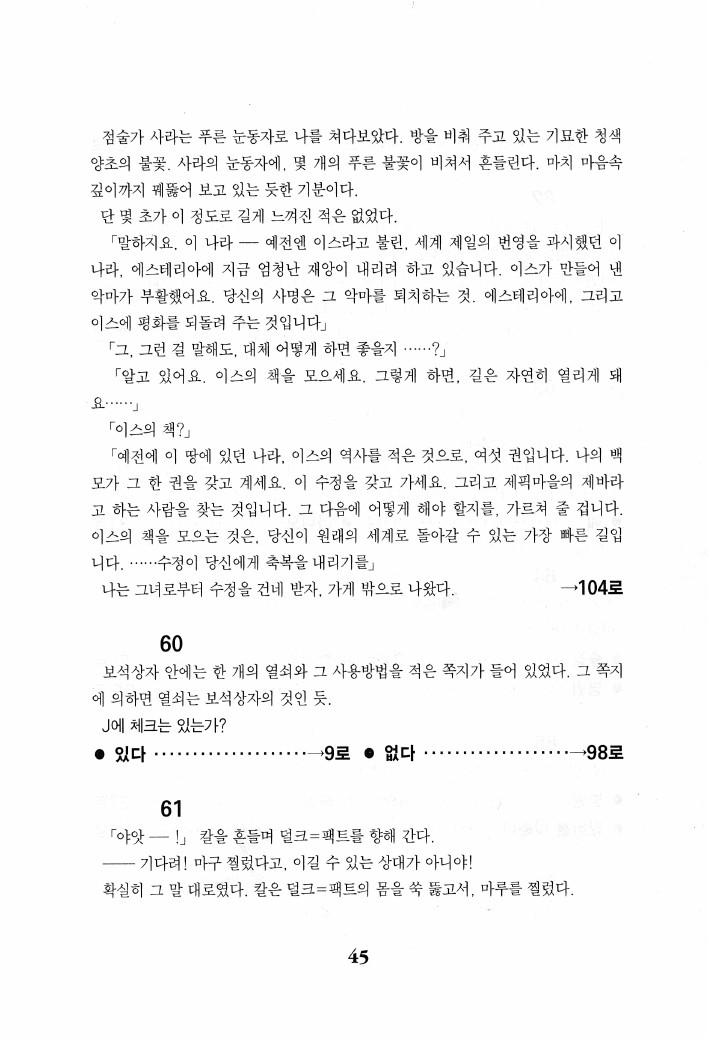 점술가 사라는 푸른 눈동자로 나를 쳐다보았다. 방을 비춰 주고 있는 기묘한 청색
양초의 불꽃. 사라의 눈동자에, 몇 개의 푸른 불꽃이 비쳐서 흔들린다. 마치 마음속
깊이까지 꿰뚫어 보고 있는 듯한 기분이다.
단 몇 초가 이 정도로 길게 느껴진 적은 없었다.
「말하지요. 이 나라 ── 예전엔 이스라고 불린, 세계 제일의 번영을 과시했던 이
나라, 에스테리아에 지금 엄청난 재앙이 내리려 하고 있습니다. 이스가 만들어 낸
악마가 부활했어요. 당신의 사명은 그 악마를 퇴치하는 것. 에스테리아에, 그리고
이스에 평화를 되돌려 주는 것입니다」
「그, 그런 걸 말해도, 대체 어떻게 하면 좋을지 ……?」
「알고 있어요. 이스의 책을 모으세요. 그렇게 하면, 길은 자연히 열리게 돼
요……」
「이스의 책?」
「예전에 이 땅에 있던 나라, 이스의 역사를 적은 것으로, 여섯 권입니다. 나의 백
모가 그 한 권을 갖고 계세요. 이 수정을 갖고 가세요. 그리고 제픽마을의 제바라
고 하는 사람을 찾는 것입니다. 그 다음에 어떻게 해야 할지를, 가르쳐 줄 겁니다.
이스의 책을 모으는 것은, 당신이 원래의 세계로 돌아갈 수 있는 가장 빠른 길입
니다. ……수정이 당신에게 축복을 내리기를」
나는 그녀로부터 수정을 건네 받자, 가게 밖으로 나왔다. →104로
60
보석상자 안에는 한 개의 열쇠와 그 사용방법을 적은 쪽지가 들어 있었다. 그 쪽지
에 의하면 열쇠는 보석상자의 것인 듯.
J에 체크는 있는가?
● 있다 ····················→9로 ● 없다 ···················→98로
61
「야앗 ── !」 칼을 흔들며 덜크=팩트를 향해 간다.
─── 기다려! 마구 찔렀다고, 이길 수 있는 상대가 아니야!
확실히 그 말 대로였다. 칼은 덜크=팩트의 몸을 쑥 뚫고서, 마루를 찔렀다.
45